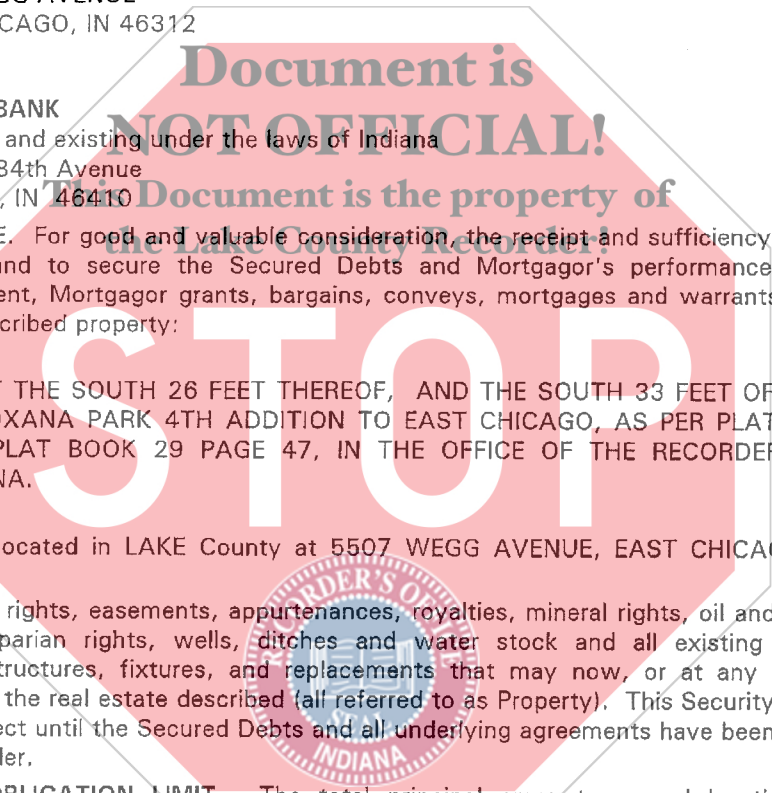 CAGO, IN 46312
Document is
BANK
NOT OFFICIAL!
and existing under the laws of Indiana
84th Avenue
, IN 46410
This Document is the property of
the Lake County Recorder!
E. For good and valuable consideration, the receipt and sufficiency
and to secure the Secured Debts and Mortgagor's performance
ent, Mortgagor grants, bargains, conveys, mortgages and warrants
cribed property:
STOP
T THE SOUTH 26 FEET THEREOF, AND THE SOUTH 33 FEET OF
OXANA PARK 4TH ADDITION TO EAST CHICAGO, AS PER PLAT
PLAT BOOK 29 PAGE 47, IN THE OFFICE OF THE RECORDER
NA.
ocated in LAKE County at 5507 WEGG AVENUE, EAST CHICAG
RECORDER'S OFFICE
rights, easements, appurtenances, royalties, mineral rights, oil and
parian rights, wells, ditches and water stock and all existing
tructures, fixtures, and replacements that may now, or at any
the real estate described (all referred to as Property). This Security
SEAL
ect until the Secured Debts and all underlying agreements have been
der.
INDIANA